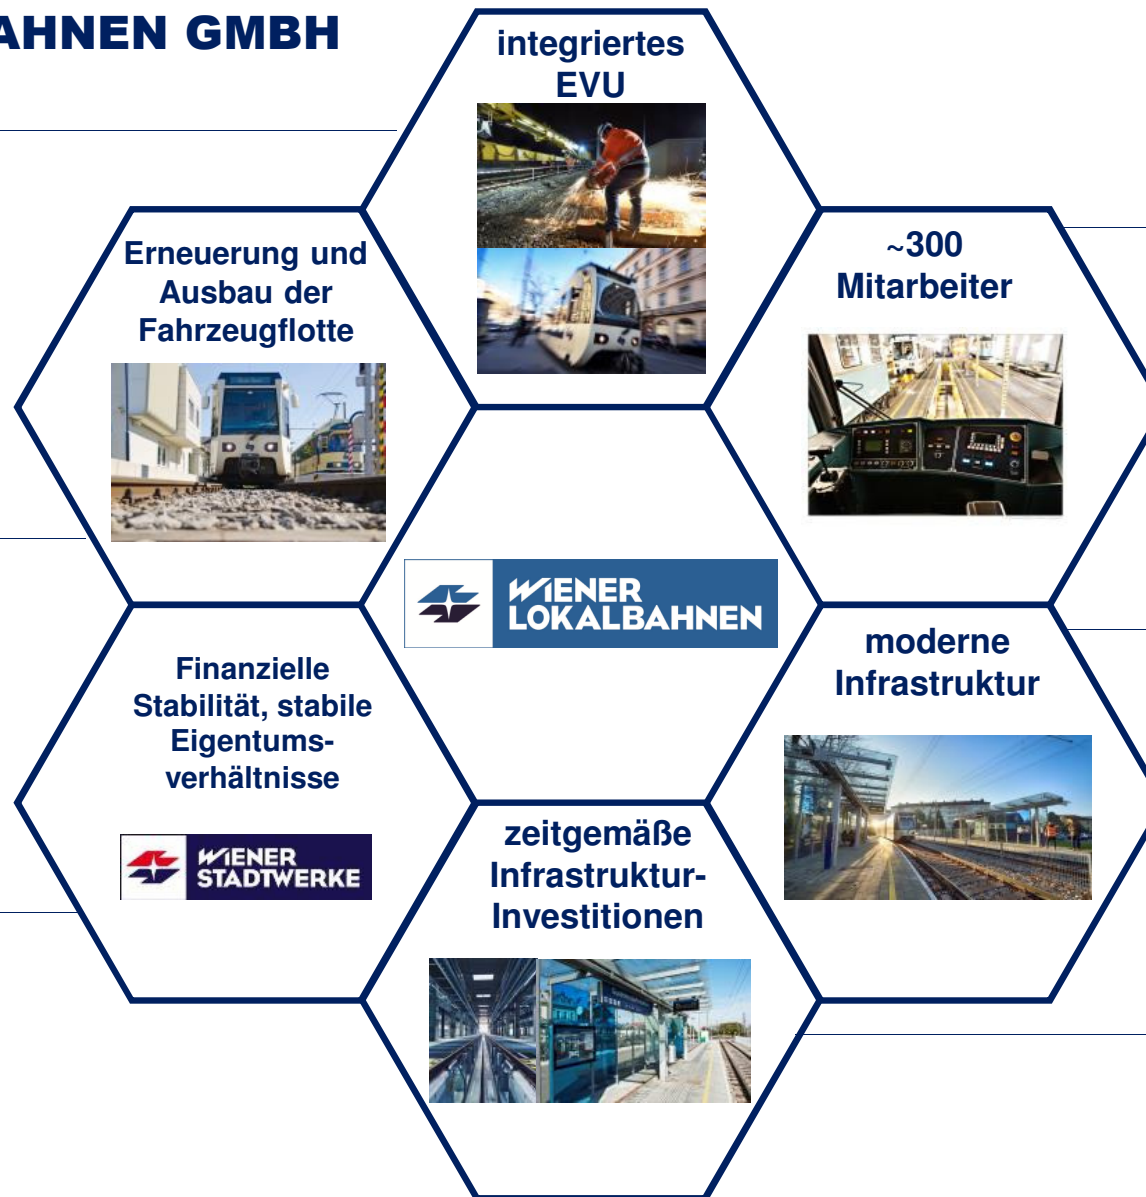 AHNEN GMBH
integriertes
EVU
Erneuerung und
Ausbau der
Fahrzeugflotte
~300
Mitarbeiter
WIENER
LOKALBAHNEN
moderne
Infrastruktur
Finanzielle
Stabilität, stabile
Eigentums-
verhältnisse
WIENER
STADTWERKE
zeitgemäße
Infrastruktur-
Investitionen